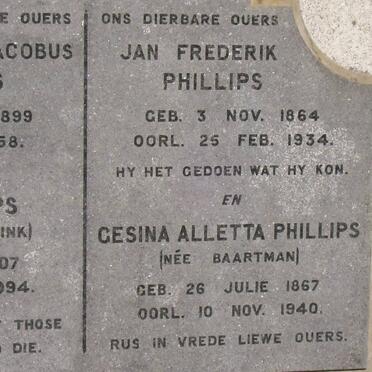 E OUERS
ACOBUS
S
899
58.
PS
INK)
07
994.
T THOSE
O DIE.
ONS DIERBARE OUERS
JAN FREDERIK
PHILLIPS
GEB. 3 NOV. 1864
OORL. 25 FEB. 1934.
HY HET GEDOEN WAT HY KON.
EN
GESINA ALLETTA PHILLIPS
(NÉE BAARTMAN)
GEB. 26 JULIE 1867
OORL. 10 NOV. 1940.
RUS IN VREDE LIEWE OUERS.